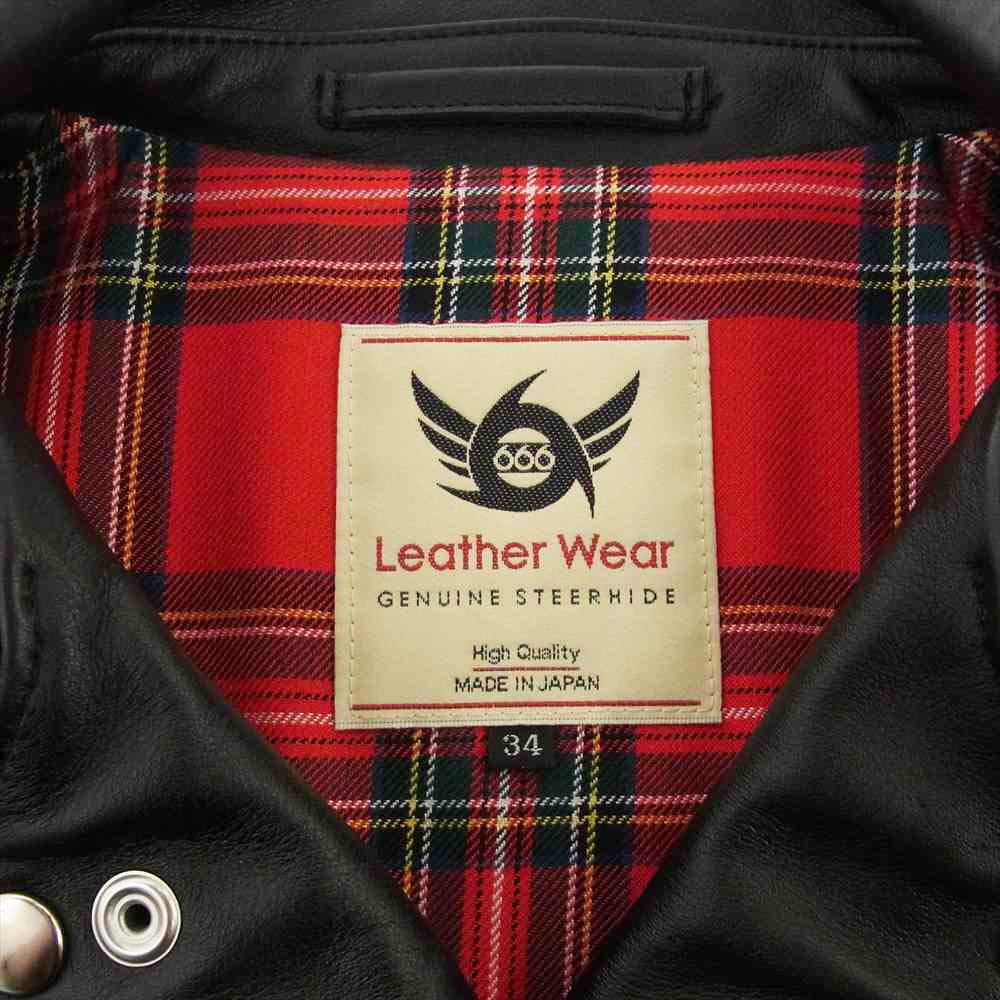 666
Leather Wear
GENUINE STEERHIDE
High Quality
MADE IN JAPAN
34